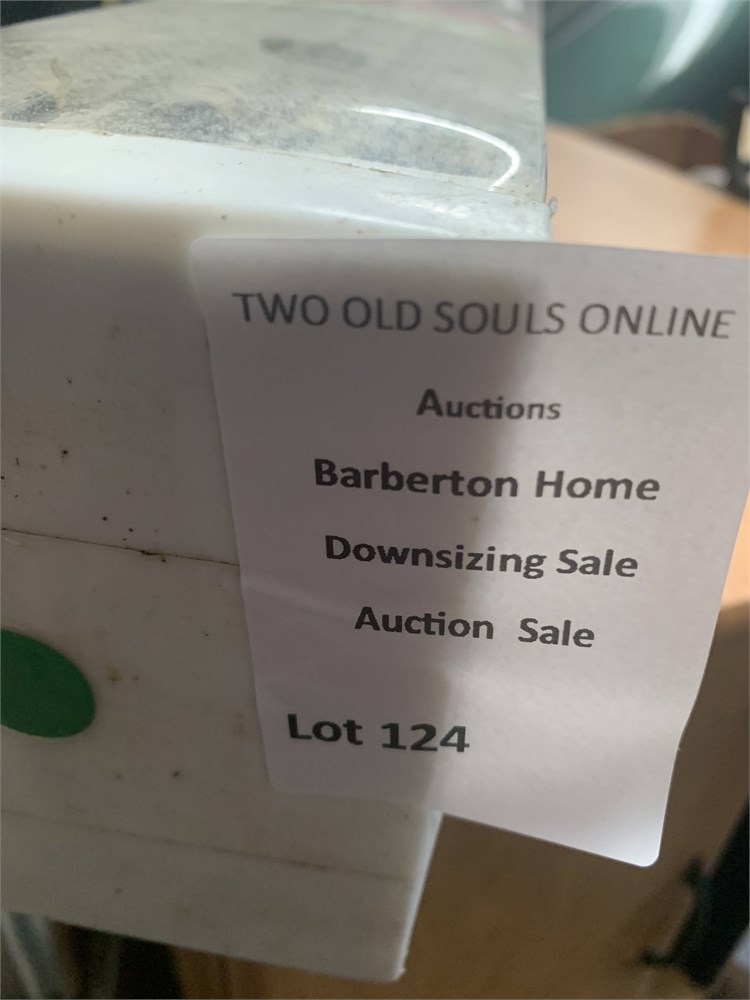 TWO OLD SOULS ONLINE
Auctions
Barberton Home
Downsizing Sale
Auction Sale
Lot 124